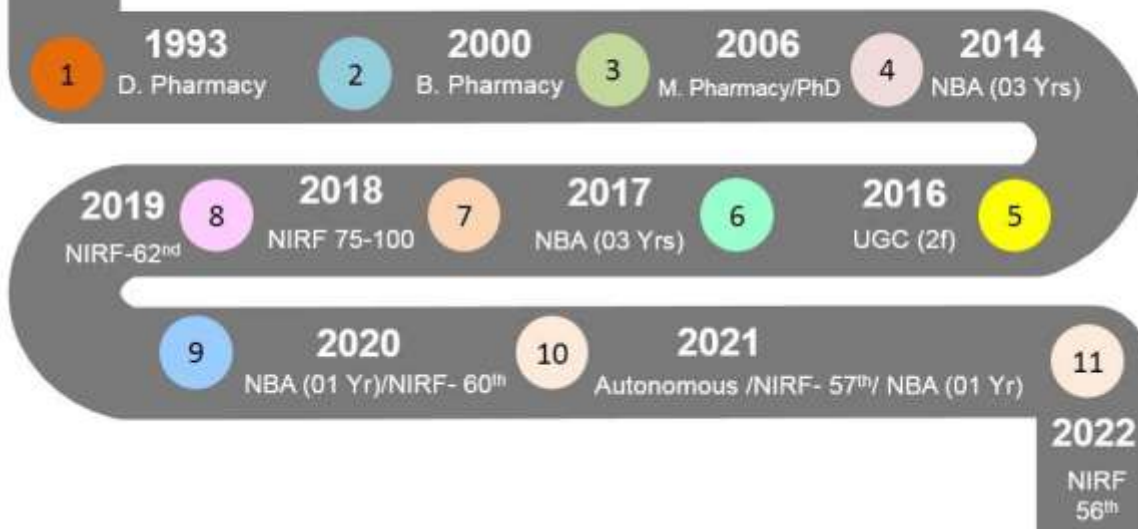 1
1993
D. Pharmacy
2
2000
B. Pharmacy
3
2006
M. Pharmacy/PhD
4
2014
NBA (03 Yrs)
5
2016
UGC (2f)
6
2017
NBA (03 Yrs)
7
2018
NIRF 75-100
8
2019
NIRF-62nd
9
2020
NBA (01 Yr)/NIRF- 60th
10
2021
Autonomous /NIRF- 57th/ NBA (01 Yr)
11
2022
NIRF
56th